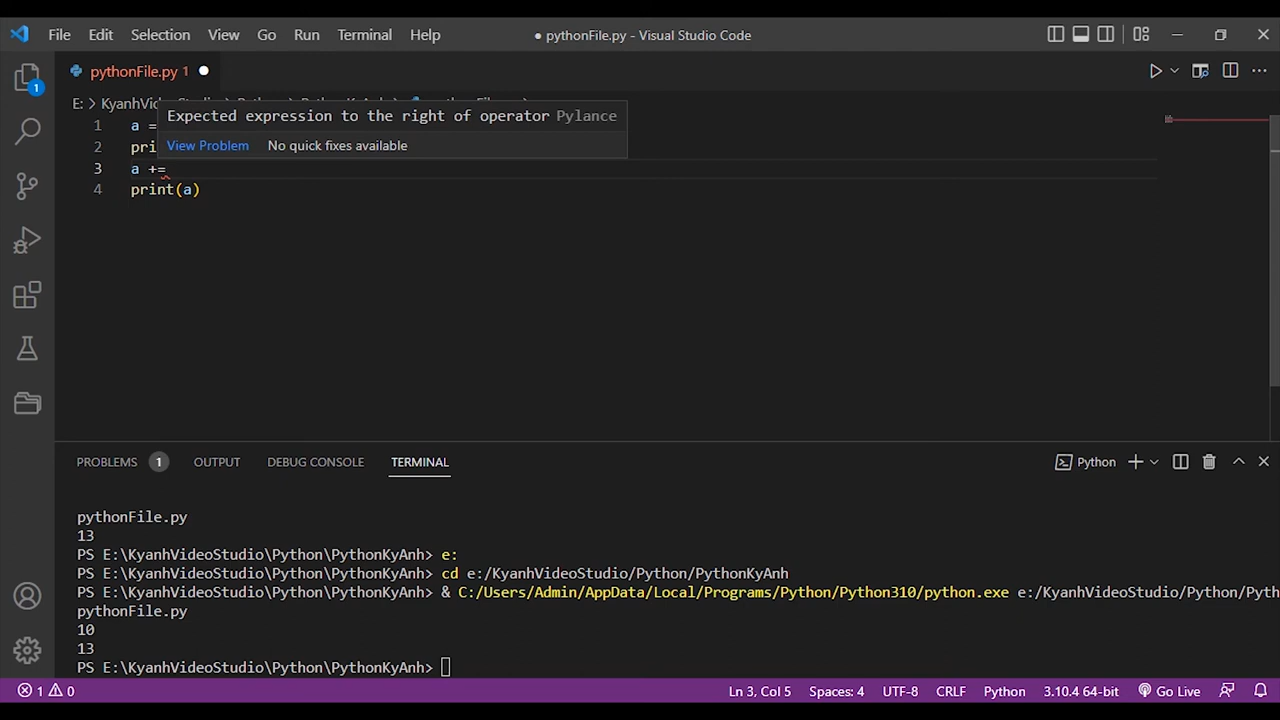 File Edit Selection View Go Run Terminal Help ● pythonFile.py - Visual Studio Code
pythonFile.py 1 ●
E: > KyanhVideo
Expected expression to the right of operator Pylance
1 a =
View Problem No quick fixes available
2 pri
3 a +=
4 print(a)
1
PROBLEMS 1 OUTPUT DEBUG CONSOLE TERMINAL Python
pythonFile.py
13
PS E:\KyanhVideoStudio\Python\PythonKyAnh> e:
PS E:\KyanhVideoStudio\Python\PythonKyAnh> cd e:/KyanhVideoStudio/Python/PythonKyAnh
PS E:\KyanhVideoStudio\Python\PythonKyAnh> & C:/Users/Admin/AppData/Local/Programs/Python/Python310/python.exe e:/KyanhVideoStudio/Python/Pyth
pythonFile.py
10
13
PS E:\KyanhVideoStudio\Python\PythonKyAnh>
1 0 Ln 3, Col 5 Spaces: 4 UTF-8 CRLF Python 3.10.4 64-bit Go Live